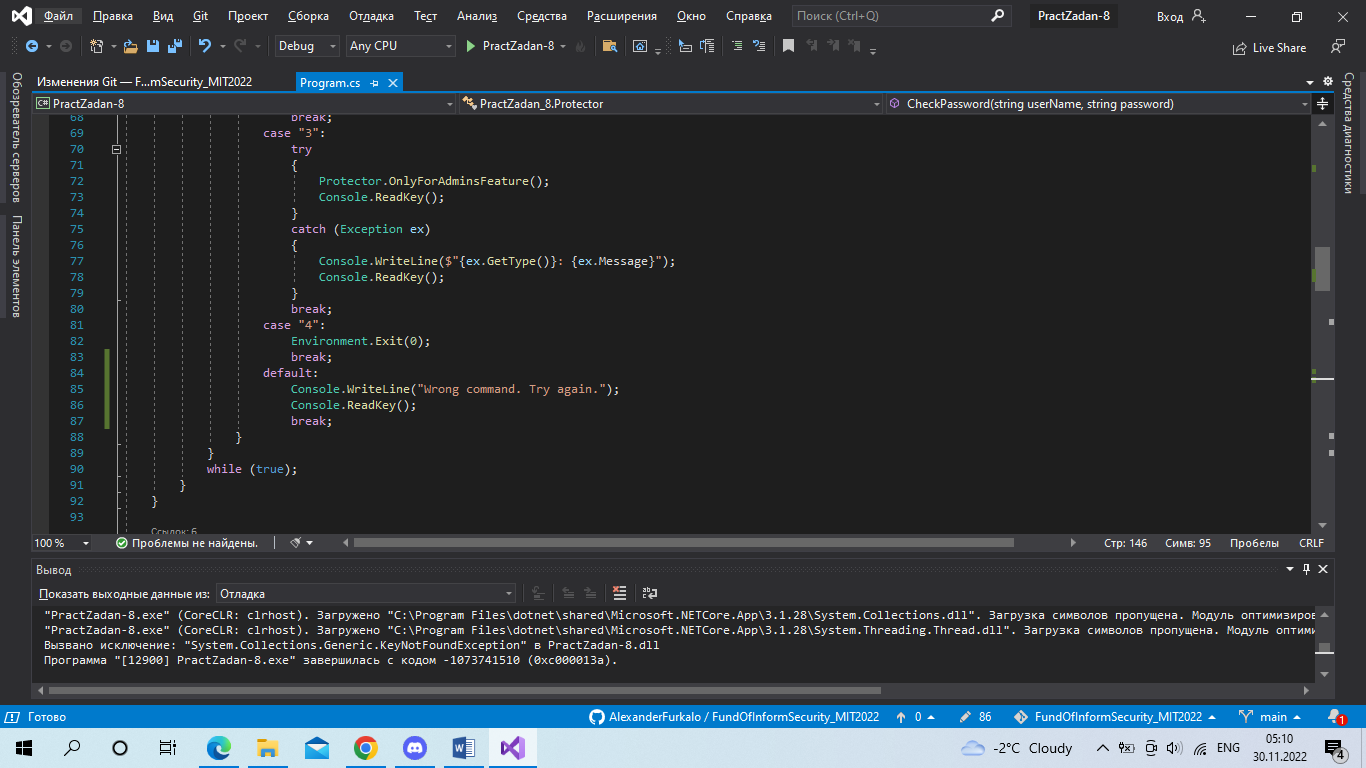 Файл Правка Вид Git Проект Сборка Отладка Тест Анализ Средства Расширения Окно Справка Поиск (Ctrl+Q) PractZadan-8 Вход
Debug Any CPU PractZadan-8 Live Share
Обозреватель серверов
Панель элементов
Средства диагностики
Изменения Git — F...mSecurity_MIT2022 Program.cs
C# PractZadan-8 PractZadan_8.Protector CheckPassword(string userName, string password)
68 break;
69 case "3":
70 try
71 {
72 Protector.OnlyForAdminsFeature();
73 Console.ReadKey();
74 }
75 catch (Exception ex)
76 {
77 Console.WriteLine($"{ex.GetType()}: {ex.Message}");
78 Console.ReadKey();
79 }
80 break;
81 case "4":
82 Environment.Exit(0);
83 break;
84 default:
85 Console.WriteLine("Wrong command. Try again.");
86 Console.ReadKey();
87 break;
88 }
89 }
90 while (true);
91 }
92 }
93
Ссылок: 6
100 % Проблемы не найдены. Стр: 146 Симв: 95 Пробелы CRLF
Вывод
Показать выходные данные из: Отладка
"PractZadan-8.exe" (CoreCLR: clrhost). Загружено "C:\Program Files\dotnet\shared\Microsoft.NETCore.App\3.1.28\System.Collections.dll". Загрузка символов пропущена. Модуль оптимизиров
"PractZadan-8.exe" (CoreCLR: clrhost). Загружено "C:\Program Files\dotnet\shared\Microsoft.NETCore.App\3.1.28\System.Threading.Thread.dll". Загрузка символов пропущена. Модуль оптими
Вызвано исключение: "System.Collections.Generic.KeyNotFoundException" в PractZadan-8.dll
Программа "[12900] PractZadan-8.exe" завершилась с кодом -1073741510 (0xc000013a).
Готово AlexanderFurkalo / FundOfInformSecurity_MIT2022 0 86 FundOfInformSecurity_MIT2022 main 1
-2°C Cloudy ENG 05:10
30.11.2022 4